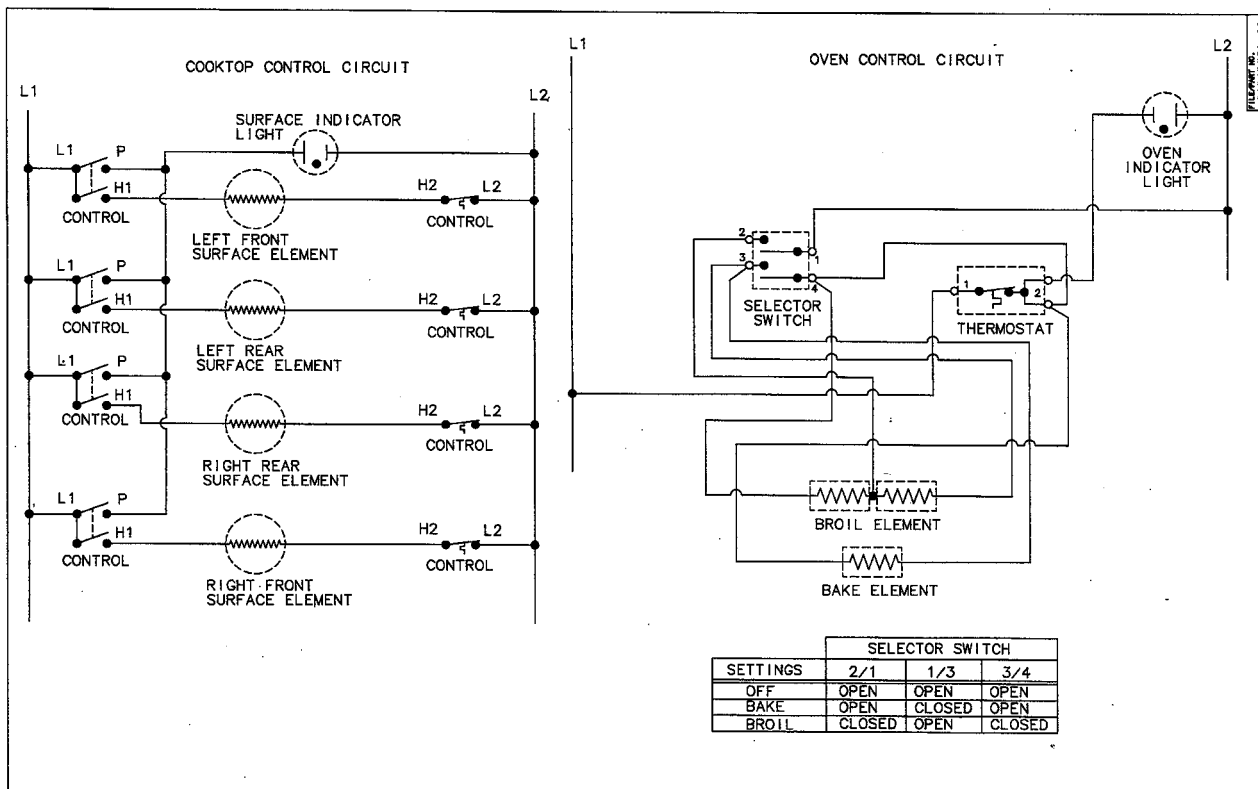 COOKTOP CONTROL CIRCUIT
L1
L2
SURFACE INDICATOR
LIGHT
L1
P
H1
CONTROL
LEFT FRONT
SURFACE ELEMENT
H2
L2
CONTROL
L1
P
H1
CONTROL
LEFT REAR
SURFACE ELEMENT
H2
L2
CONTROL
L1
P
H1
CONTROL
RIGHT REAR
SURFACE ELEMENT
H2
L2
CONTROL
L1
P
H1
CONTROL
RIGHT FRONT
SURFACE ELEMENT
H2
L2
CONTROL
L1
OVEN CONTROL CIRCUIT
L2
FILE/PART NO.
OVEN
INDICATOR
LIGHT
2
1
3
4
SELECTOR
SWITCH
1
2
THERMOSTAT
BROIL ELEMENT
BAKE ELEMENT
SELECTOR SWITCH
SETTINGS 2/1 1/3 3/4
OFF OPEN OPEN OPEN
BAKE OPEN CLOSED OPEN
BROIL CLOSED OPEN CLOSED